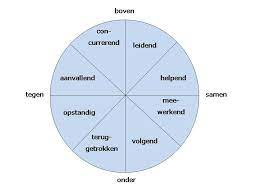 boven
con-
currerend
leidend
aanvallend
helpend
tegen
samen
opstandig
mee-
werkend
terug-
getrokken
volgend
onder